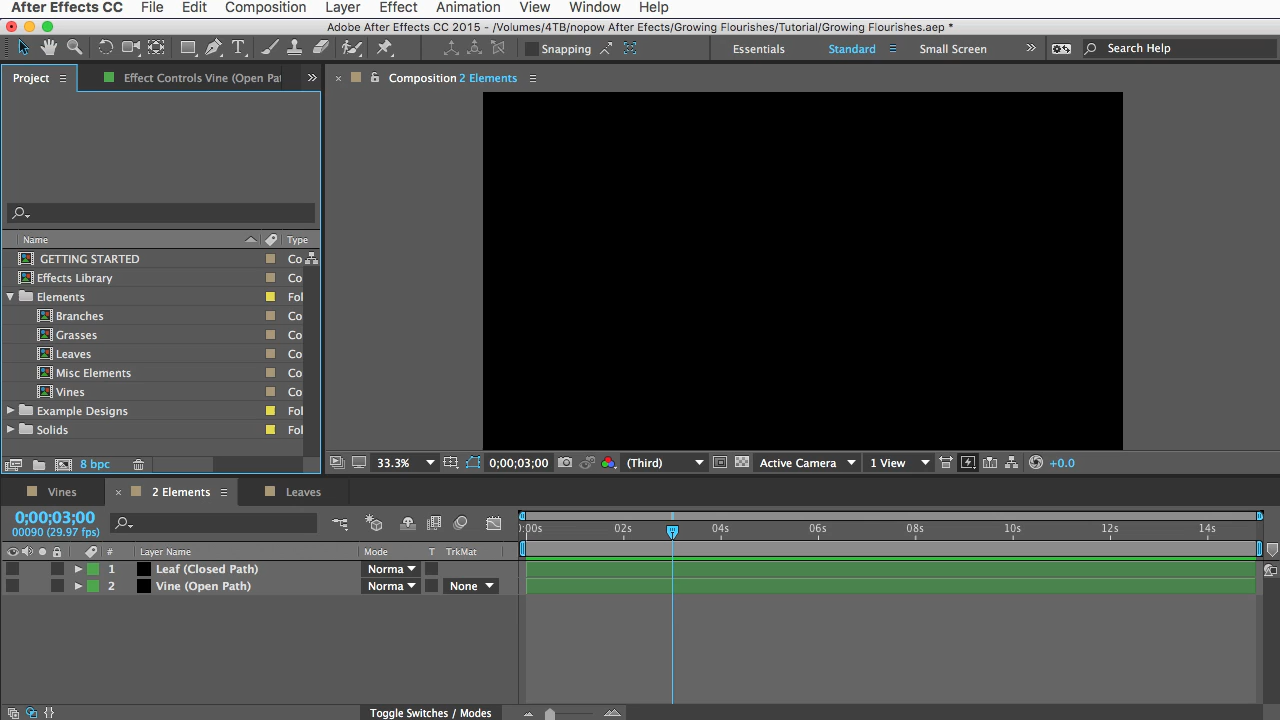 After Effects CC File Edit Composition Layer Effect Animation View Window Help
Adobe After Effects CC 2015 - /Volumes/4TB/nopow After Efects/Growing Flourishes/Tutorial/Growing Flourishes.aep *
T Snapping Essentials Standard Small Screen Search Help
Project Effect Controls Vine (Open Pat
Composition 2 Elements
Name Type
GETTING STARTED Co
Effects Library Co
Elements Fol
Branches Co
Grasses Co
Leaves Co
Misc Elements Co
Vines Co
Example Designs Fol
Solids Fol
8 bpc
33.3% 0;00;03;00 (Third) Active Camera 1 View +0.0
Vines 2 Elements Leaves
0;00;03;00
00090 (29.97 fps)
):00s 02s 04s 06s 08s 10s 12s 14s
# Layer Name Mode T TrkMat
1 Leaf (Closed Path) Norma
2 Vine (Open Path) Norma None
Toggle Switches / Modes